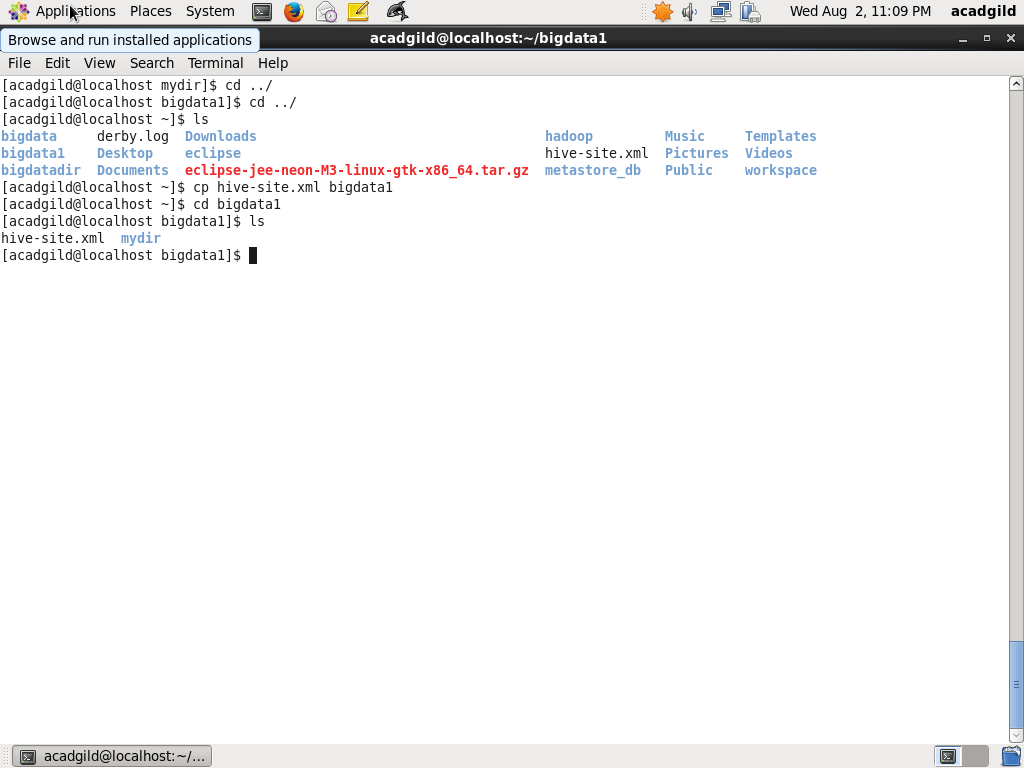 Applications Places System Wed Aug 2, 11:09 PM acadgild
Browse and run installed applications
acadgild@localhost:~/bigdata1
File Edit View Search Terminal Help
[acadgild@localhost mydir]$ cd ../
[acadgild@localhost bigdata1]$ cd ../
[acadgild@localhost ~]$ ls
bigdata derby.log Downloads hadoop Music Templates
bigdata1 Desktop eclipse hive-site.xml Pictures Videos
bigdatadir Documents eclipse-jee-neon-M3-linux-gtk-x86_64.tar.gz metastore_db Public workspace
[acadgild@localhost ~]$ cp hive-site.xml bigdata1
[acadgild@localhost ~]$ cd bigdata1
[acadgild@localhost bigdata1]$ ls
hive-site.xml mydir
[acadgild@localhost bigdata1]$
acadgild@localhost:~/...